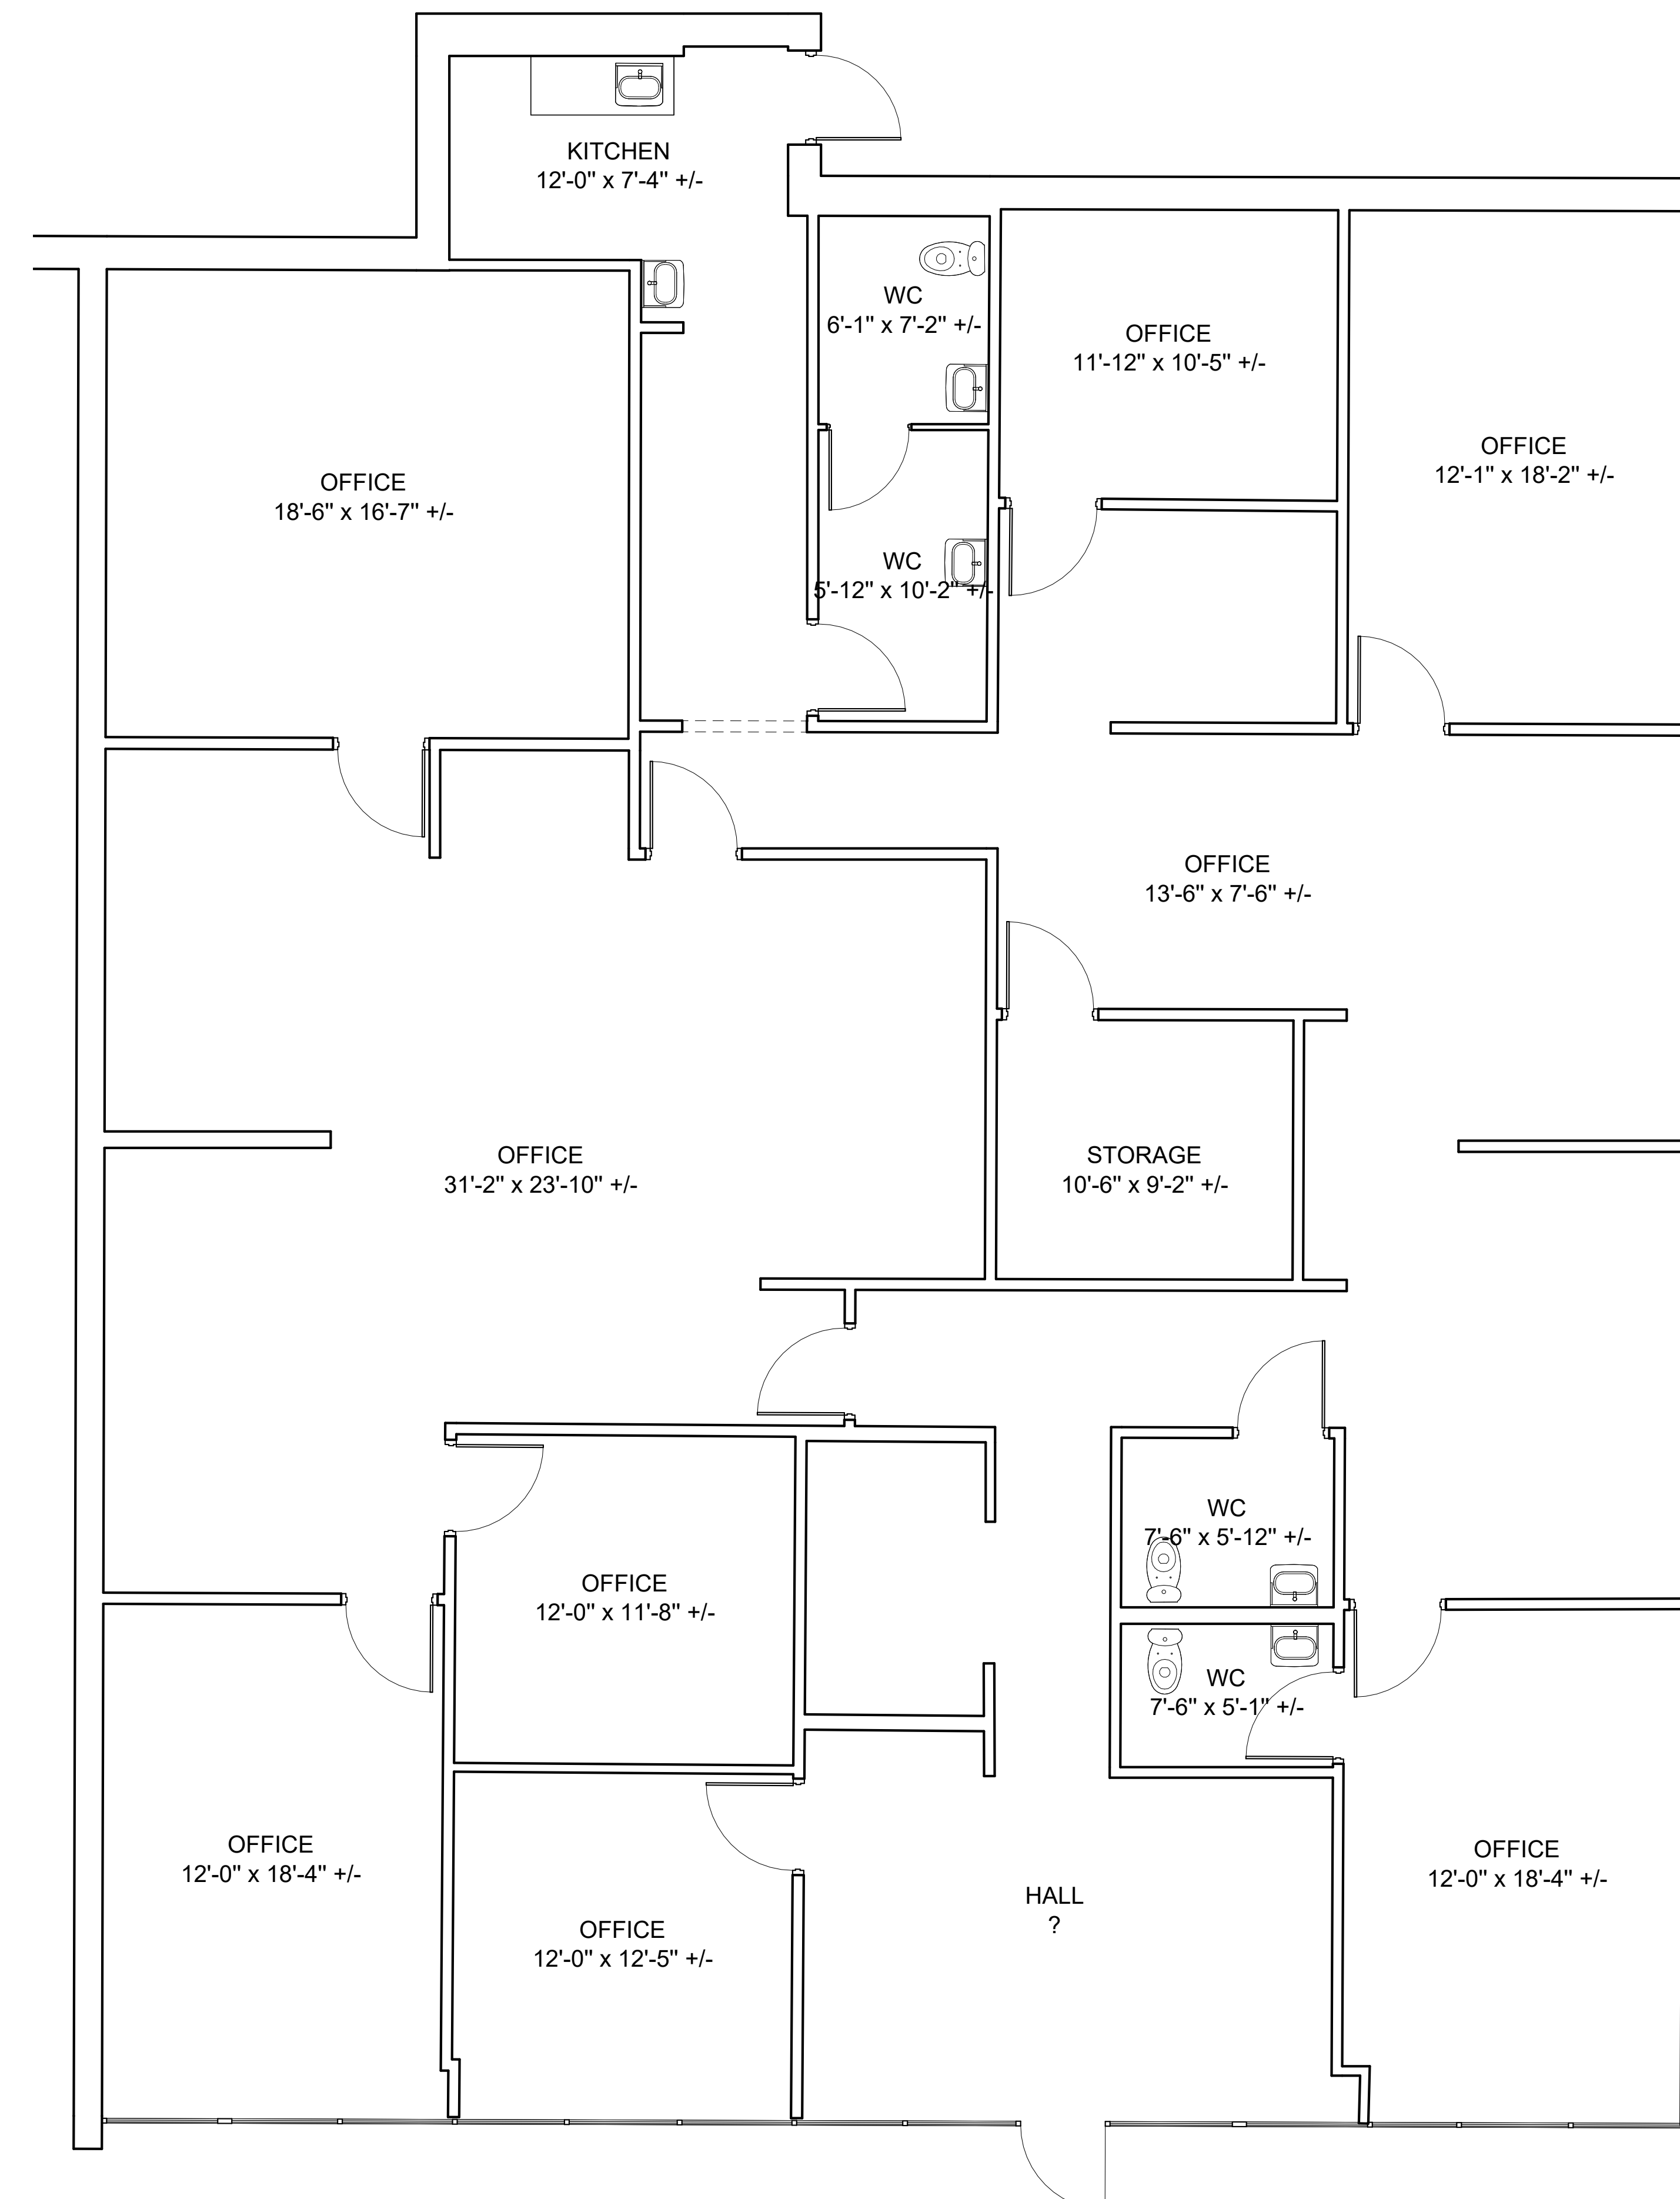 KITCHEN
12'-0" x 7'-4" +/-
WC
6'-1" x 7'-2" +/-
OFFICE
11'-12" x 10'-5" +/-
OFFICE
12'-1" x 18'-2" +/-
OFFICE
18'-6" x 16'-7" +/-
WC
5'-12" x 10'-2" +/-
OFFICE
13'-6" x 7'-6" +/-
OFFICE
31'-2" x 23'-10" +/-
STORAGE
10'-6" x 9'-2" +/-
WC
7'-6" x 5'-12" +/-
OFFICE
12'-0" x 11'-8" +/-
WC
7'-6" x 5'-1" +/-
OFFICE
12'-0" x 18'-4" +/-
OFFICE
12'-0" x 18'-4" +/-
HALL
?
OFFICE
12'-0" x 12'-5" +/-